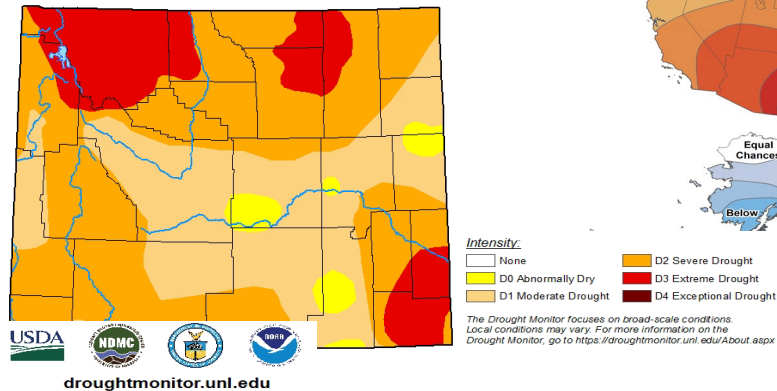 Equal
Chances
Below
Intensity:
None
D0 Abnormally Dry
D1 Moderate Drought
D2 Severe Drought
D3 Extreme Drought
D4 Exceptional Drought
The Drought Monitor focuses on broad-scale conditions.
Local conditions may vary. For more information on the
Drought Monitor, go to https://droughtmonitor.unl.edu/About.aspx
USDA
NDMC
NOAA
droughtmonitor.unl.edu